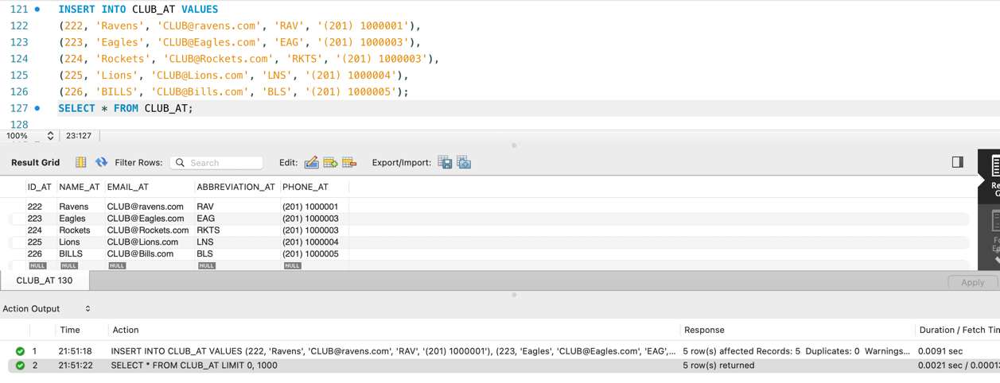 121 INSERT INTO CLUB_AT VALUES
122 (222, 'Ravens', 'CLUB@ravens.com', 'RAV', '(201) 1000001'),
123 (223, 'Eagles', 'CLUB@Eagles.com', 'EAG', '(201) 1000003'),
124 (224, 'Rockets', 'CLUB@Rockets.com', 'RKTS', '(201) 1000003'),
125 (225, 'Lions', 'CLUB@Lions.com', 'LNS', '(201) 1000004'),
126 (226, 'BILLS', 'CLUB@Bills.com', 'BLS', '(201) 1000005');
127 SELECT * FROM CLUB_AT;
128
100% 23:127
Result Grid Filter Rows: Search Edit: Export/Import:
ID_AT NAME_AT EMAIL_AT ABBREVIATION_AT PHONE_AT
222 Ravens CLUB@ravens.com RAV (201) 1000001
223 Eagles CLUB@Eagles.com EAG (201) 1000003
224 Rockets CLUB@Rockets.com RKTS (201) 1000003
225 Lions CLUB@Lions.com LNS (201) 1000004
226 BILLS CLUB@Bills.com BLS (201) 1000005
NULL NULL NULL NULL NULL
CLUB_AT 130 Apply
Action Output
Time Action Response Duration / Fetch Tin
1 21:51:18 INSERT INTO CLUB_AT VALUES (222, 'Ravens', 'CLUB@ravens.com', 'RAV', '(201) 1000001'), (223, 'Eagles', 'CLUB@Eagles.com', 'EAG',... 5 row(s) affected Records: 5 Duplicates: 0 Warnings... 0.0091 sec
2 21:51:22 SELECT * FROM CLUB_AT LIMIT 0, 1000 5 row(s) returned 0.0021 sec / 0.00013